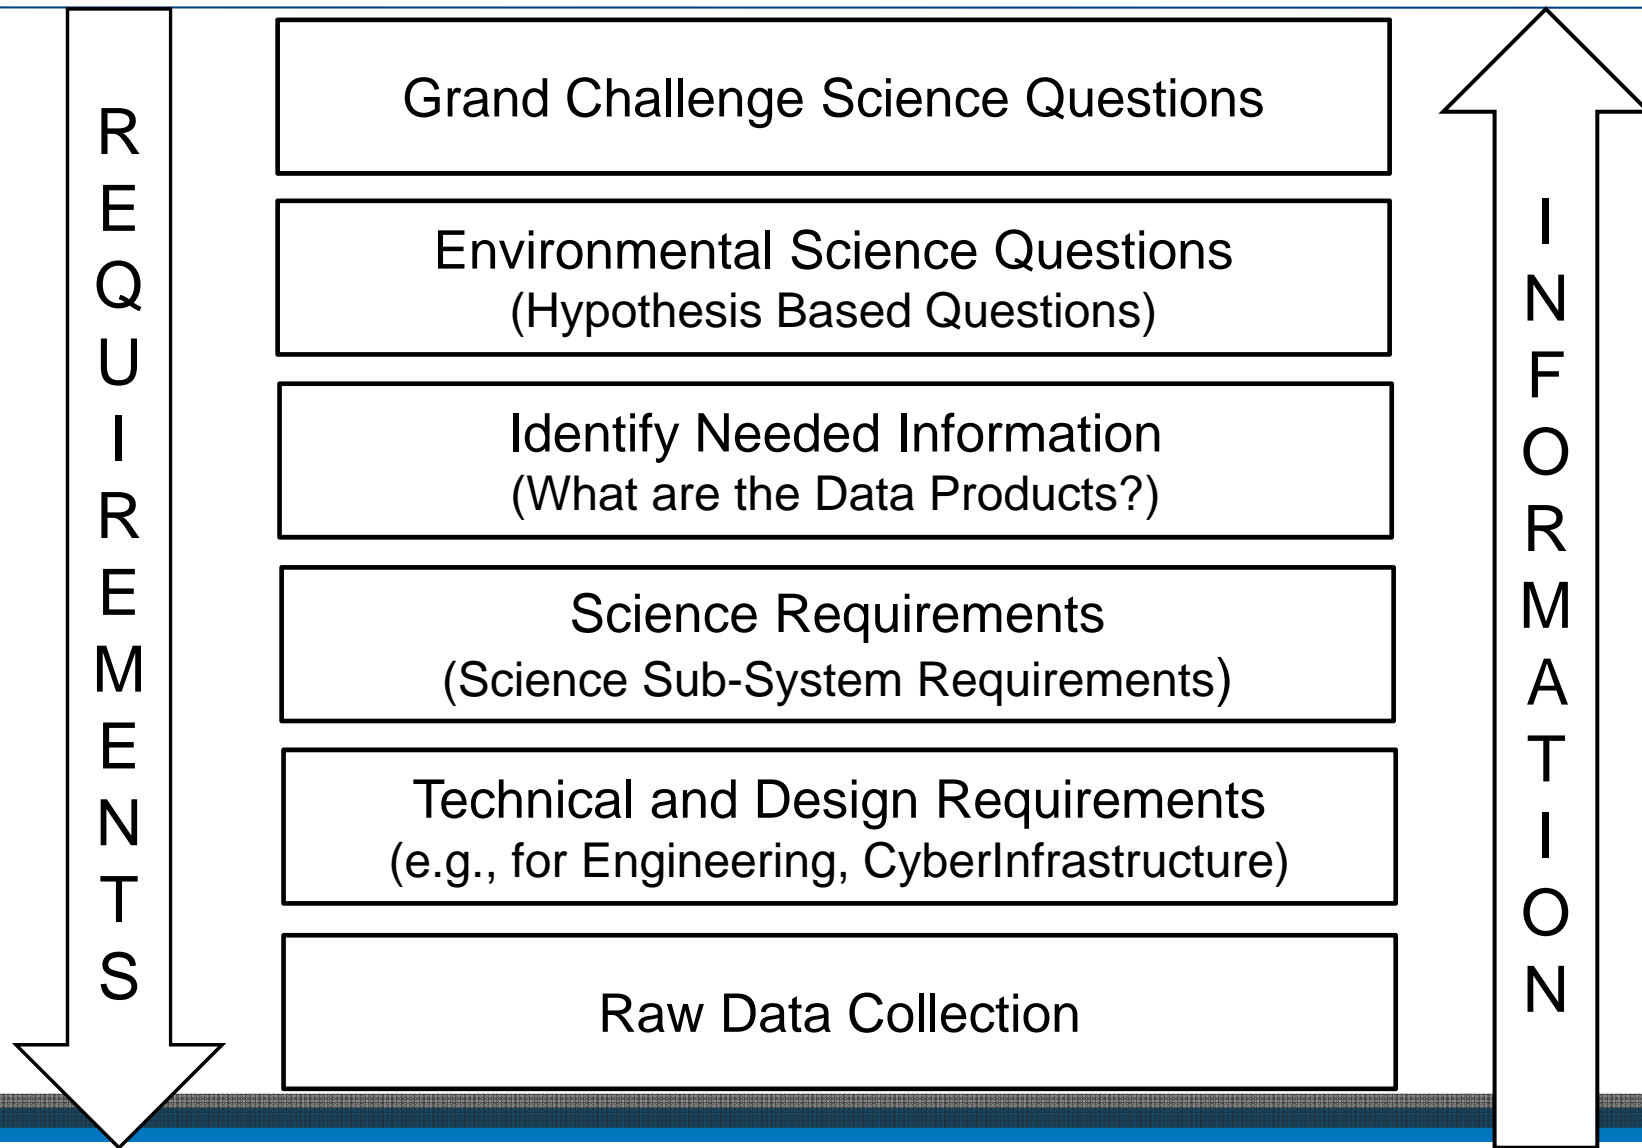 REQUIREMENTS
Grand Challenge Science Questions
Environmental Science Questions
(Hypothesis Based Questions)
Identify Needed Information
(What are the Data Products?)
Science Requirements
(Science Sub-System Requirements)
Technical and Design Requirements
(e.g., for Engineering, CyberInfrastructure)
Raw Data Collection
INFORMATION